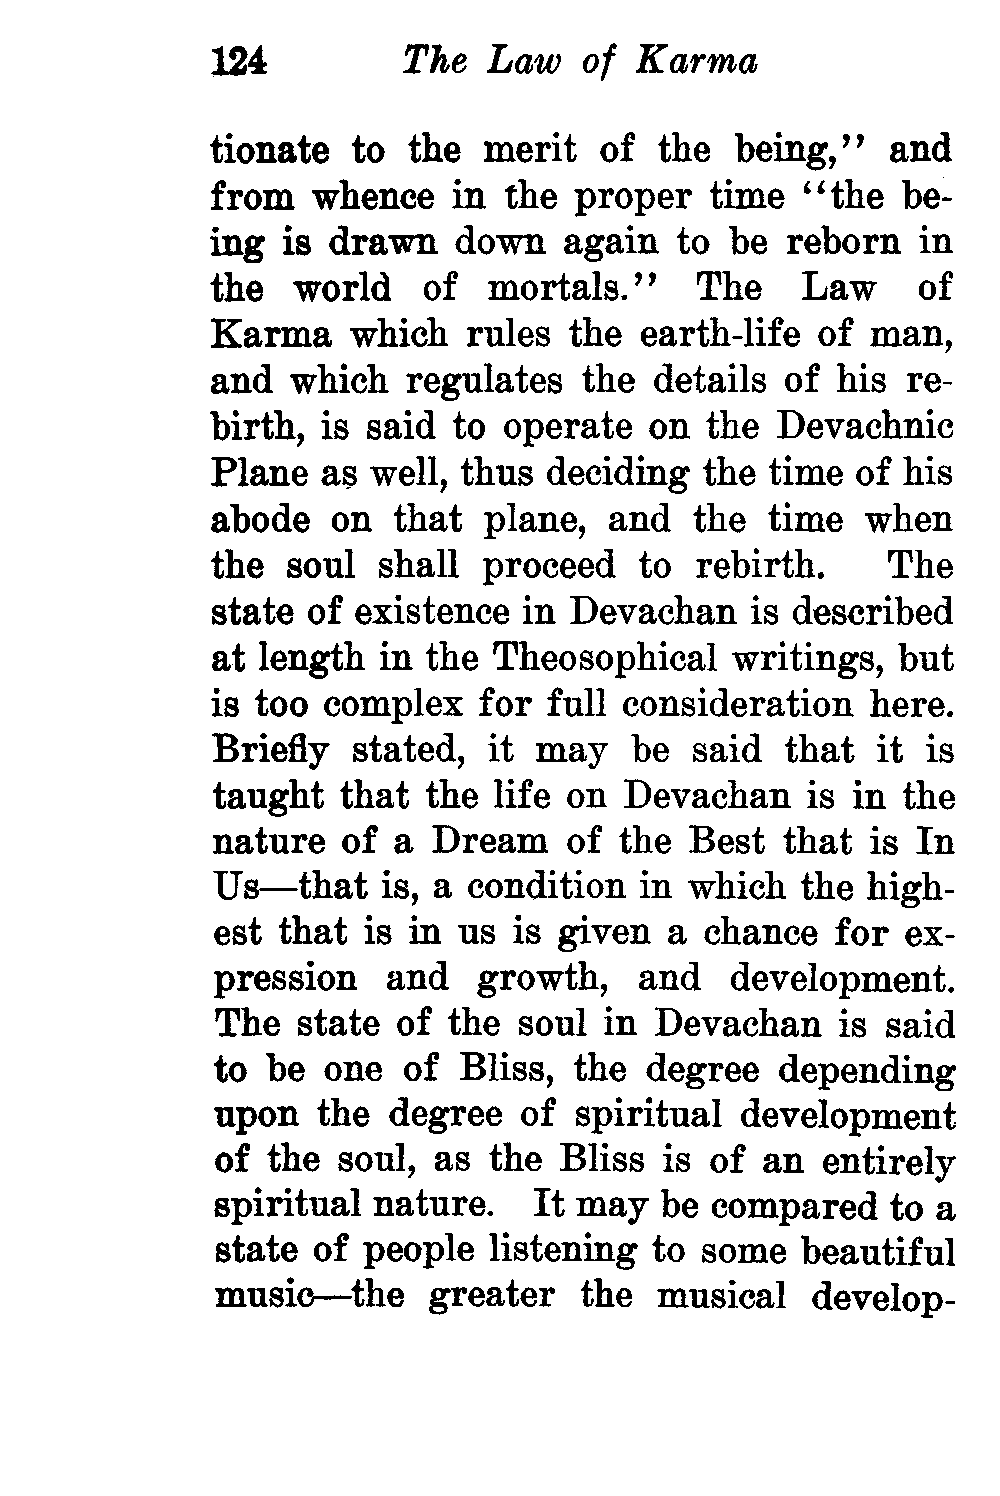 124 The Law of Karma
tionate to the merit of the being,'' and
from whence in the proper time ‘‘the be-
ing is drawn down again to be reborn in
the world of mortals.'' The Law of
Karma which rules the earth-life of man,
and which regulates the details of his re-
birth, is said to operate on the Devachnic
Plane as well, thus deciding the time of his
abode on that plane, and the time when
the soul shall proceed to rebirth. The
state of existence in Devachan is described
at length in the Theosophical writings, but
is too complex for full consideration here.
Briefly stated, it may be said that it is
taught that the life on Devachan is in the
nature of a Dream of the Best that is In
Us—that is, a condition in which the high-
est that is in us is given a chance for ex-
pression and growth, and development.
The state of the soul in Devachan is said
to be one of Bliss, the degree depending
upon the degree of spiritual development
of the soul, as the Bliss is of an entirely
spiritual nature. It may be compared to a
state of people listening to some beautiful
music—the greater the musical develop-